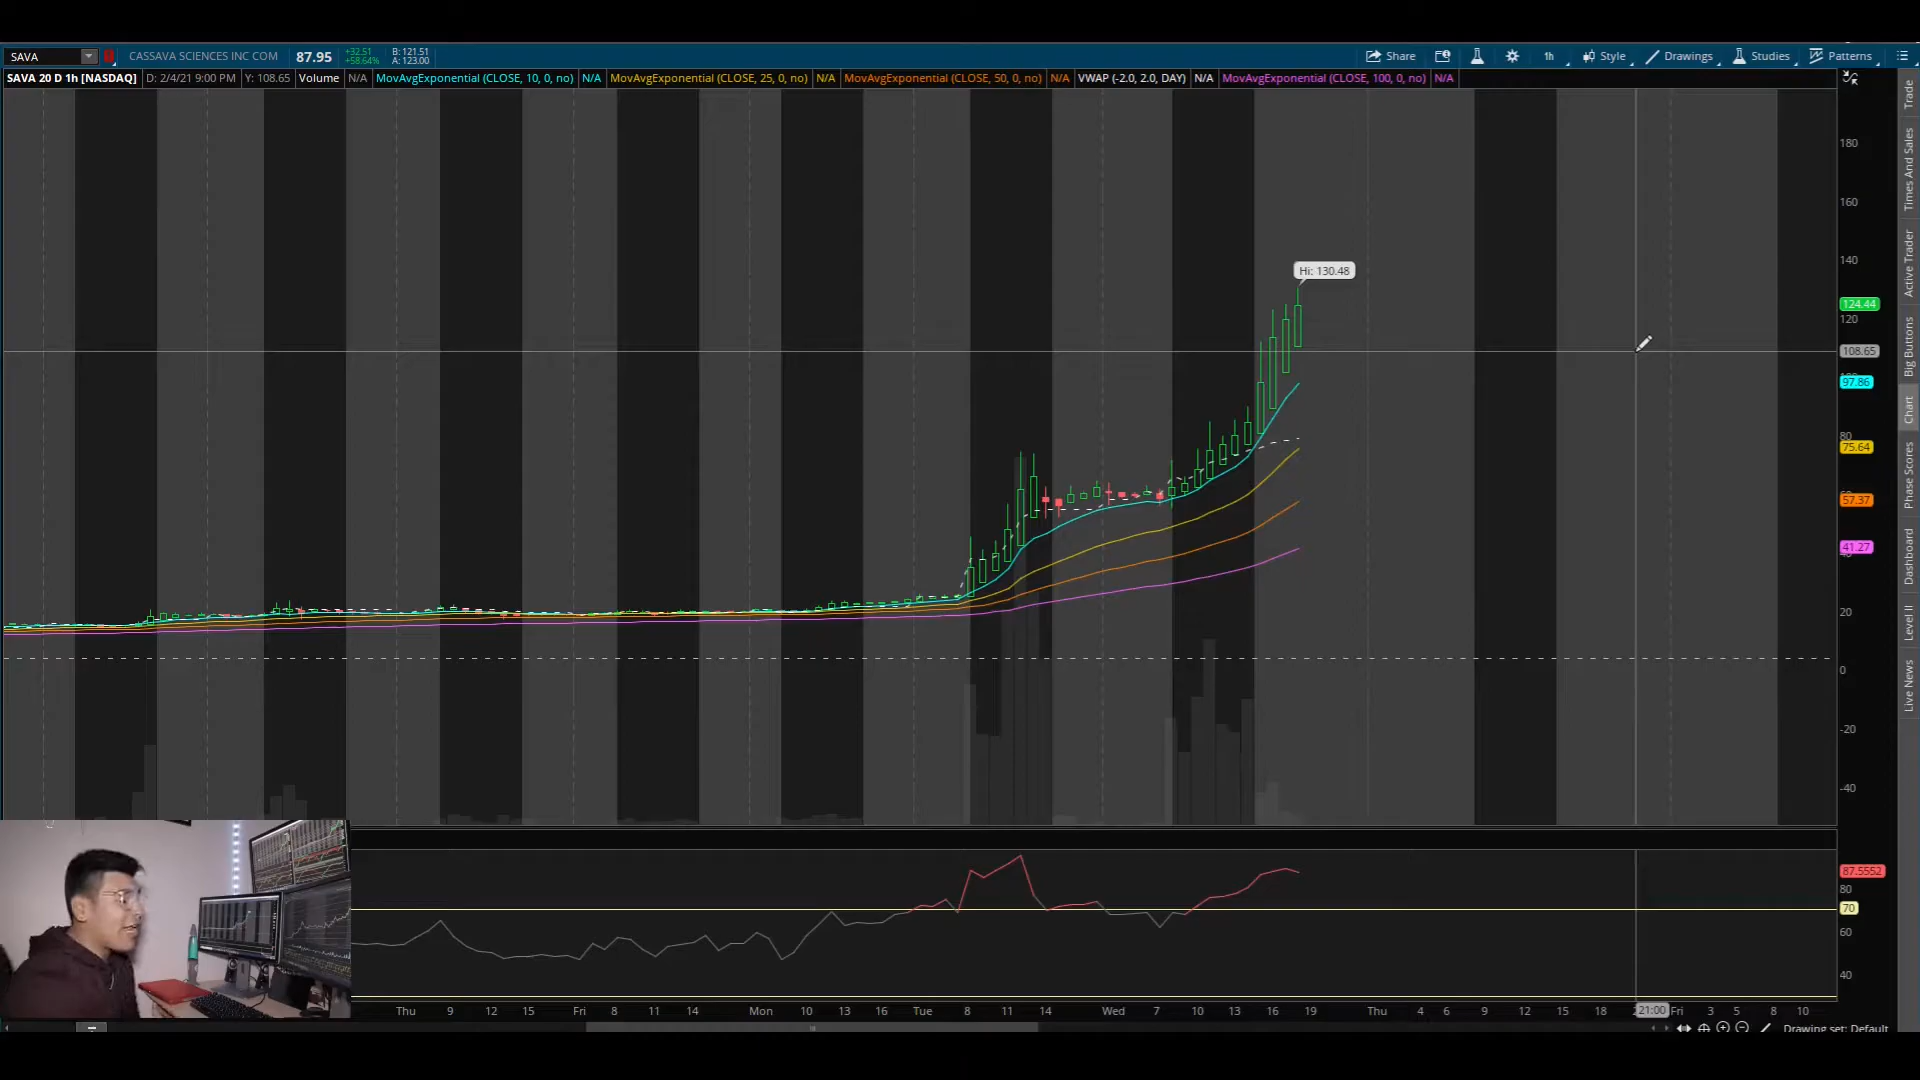 SAVA CASSAVA SCIENCES INC COM 87.95 +32.51 B: 121.51 Share 1h Style Drawings Studies Patterns
+58.64% A: 123.00
SAVA 20 D 1h [NASDAQ] D: 2/4/21 9:00 PM Y: 108.65 Volume N/A MovAvgExponential (CLOSE, 10, 0, no) N/A MovAvgExponential (CLOSE, 25, 0, no) N/A MovAvgExponential (CLOSE, 50, 0, no) N/A VWAP (-2.0, 2.0, DAY) N/A MovAvgExponential (CLOSE, 100, 0, no) N/A
180
160
140
Hi: 130.48
124.44
120
108.65
97.86
80
75.64
57.37
41.27
20
0
-20
-40
87.5552
80
70
60
40
Thu 9 12 15 Fri 8 11 14 Mon 10 13 16 Tue 8 11 14 Wed 7 10 13 16 19 Thu 4 6 9 12 15 18 21:00 Fri 3 5 8 10
Drawing set: Default
Trade
Times And Sales
Active Trader
Big Buttons
Chart
Phase Scores
Dashboard
Level II
Live News